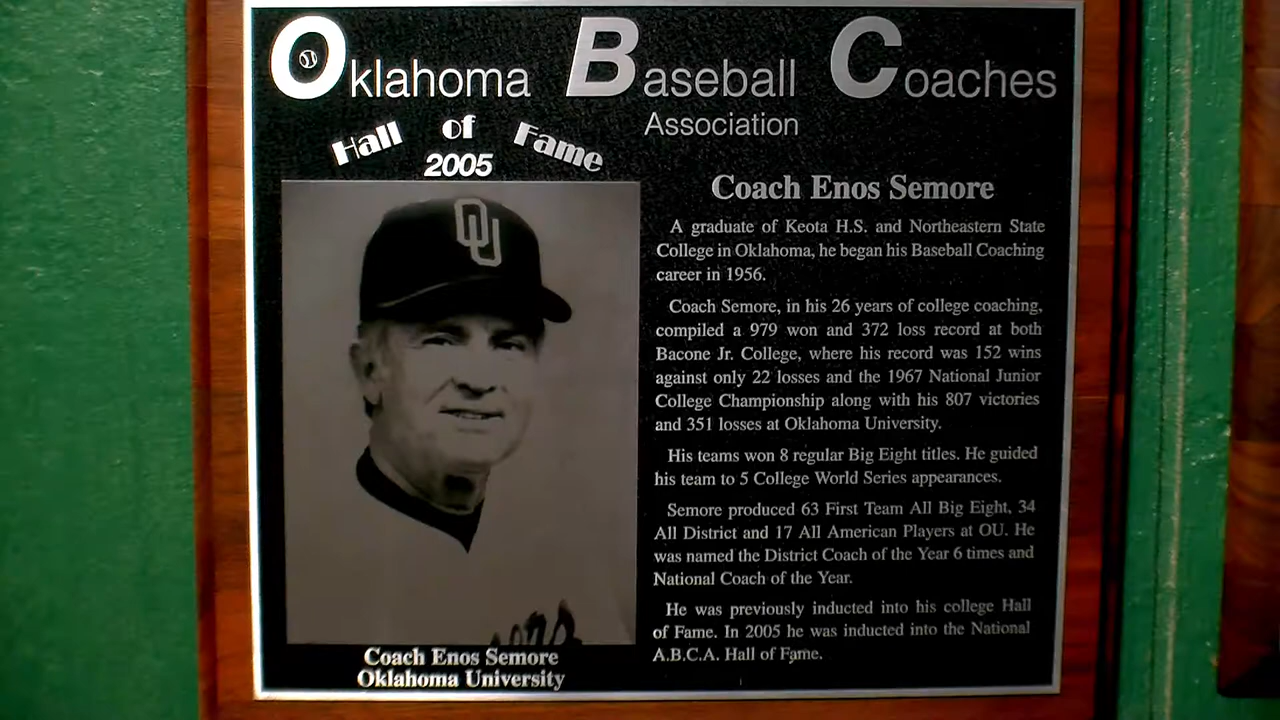 Oklahoma Baseball Coaches
Association
Hall of Fame
2005
OU
Coach Enos Semore
A graduate of Keota H.S. and Northeastern State
College in Oklahoma, he began his Baseball Coaching
career in 1956.
Coach Semore, in his 26 years of college coaching,
compiled a 979 won and 372 loss record at both
Bacone Jr. College, where his record was 152 wins
against only 22 losses and the 1967 National Junior
College Championship along with his 807 victories
and 351 losses at Oklahoma University.
His teams won 8 regular Big Eight titles. He guided
his team to 5 College World Series appearances.
Semore produced 63 First Team All Big Eight, 34
All District and 17 All American Players at OU. He
was named the District Coach of the Year 6 times and
National Coach of the Year.
He was previously inducted into his college Hall
of Fame. In 2005 he was inducted into the National
A.B.C.A. Hall of Fame.
Coach Enos Semore
Oklahoma University